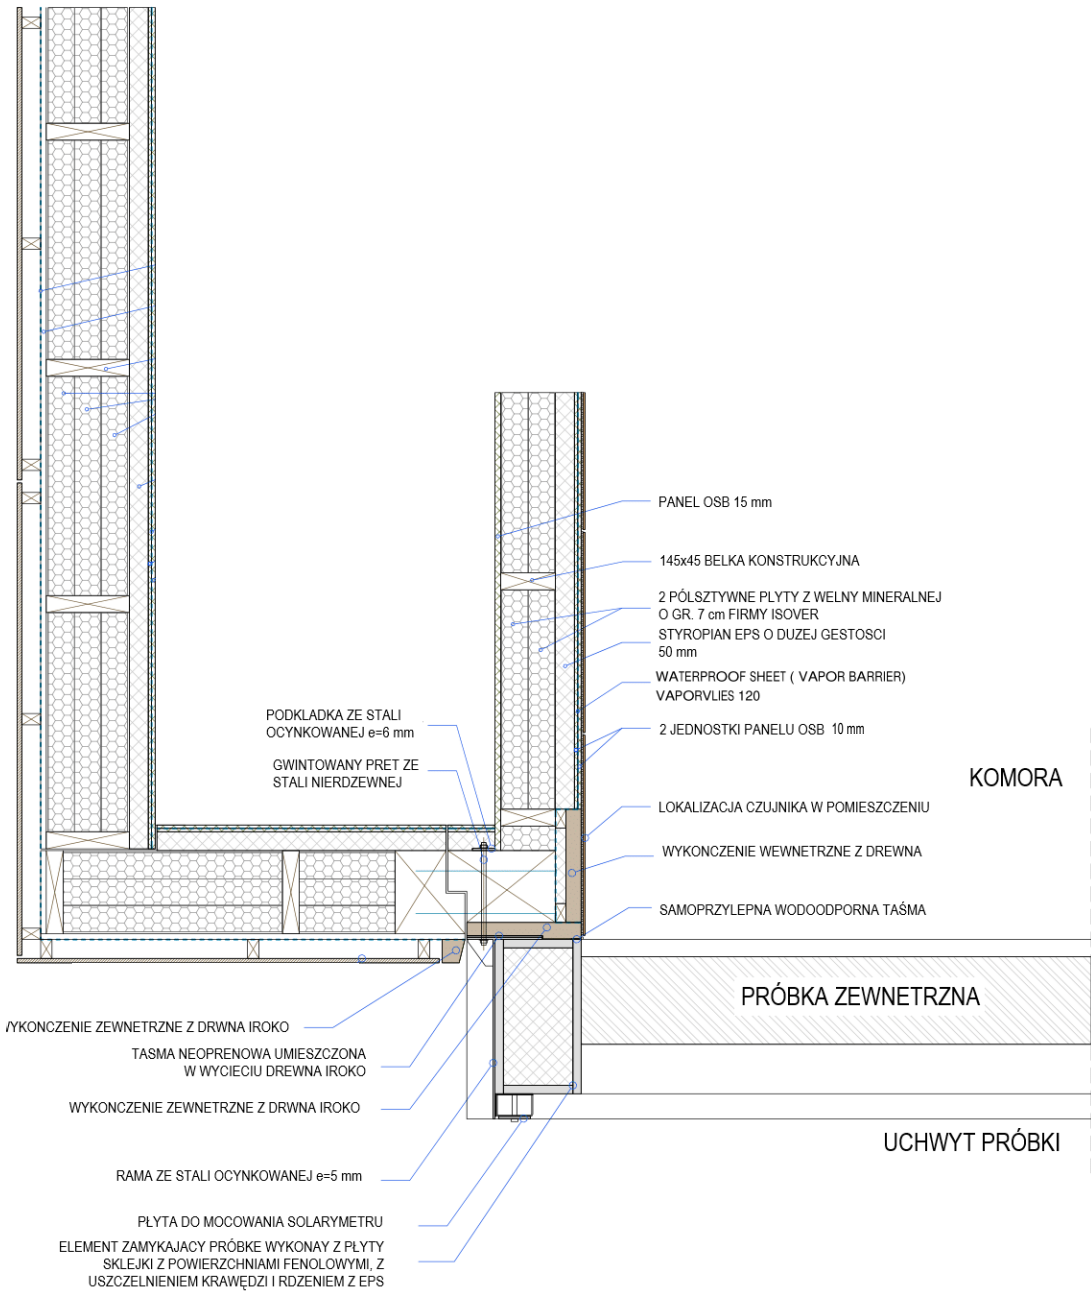 PANEL OSB 15 mm
145x45 BELKA KONSTRUKCYJNA
2 PÓLSZTYWNE PLYTY Z WELNY MINERALNEJ
O GR. 7 cm FIRMY ISOVER
STYROPIAN EPS O DUZEJ GESTOSCI
50 mm
WATERPROOF SHEET ( VAPOR BARRIER)
VAPORVLIES 120
PODKLADKA ZE STALI
OCYNKOWANEJ e=6 mm
2 JEDNOSTKI PANELU OSB 10 mm
GWINTOWANY PRET ZE
STALI NIERDZEWNEJ
KOMORA
LOKALIZACJA CZUJNIKA W POMIESZCZENIU
WYKONCZENIE WEWNETRZNE Z DREWNA
SAMOPRZYLEPNA WODOODPORNA TAŚMA
PRÓBKA ZEWNETRZNA
WYKONCZENIE ZEWNETRZNE Z DRWNA IROKO
TASMA NEOPRENOWA UMIESZCZONA
W WYCIECIU DREWNA IROKO
WYKONCZENIE ZEWNETRZNE Z DRWNA IROKO
UCHWYT PRÓBKI
RAMA ZE STALI OCYNKOWANEJ e=5 mm
PŁYTA DO MOCOWANIA SOLARYMETRU
ELEMENT ZAMYKAJACY PRÓBKE WYKONAY Z PŁYTY
SKLEJKI Z POWIERZCHNIAMI FENOLOWYMI, Z
USZCZELNIENIEM KRAWĘDZI I RDZENIEM Z EPS